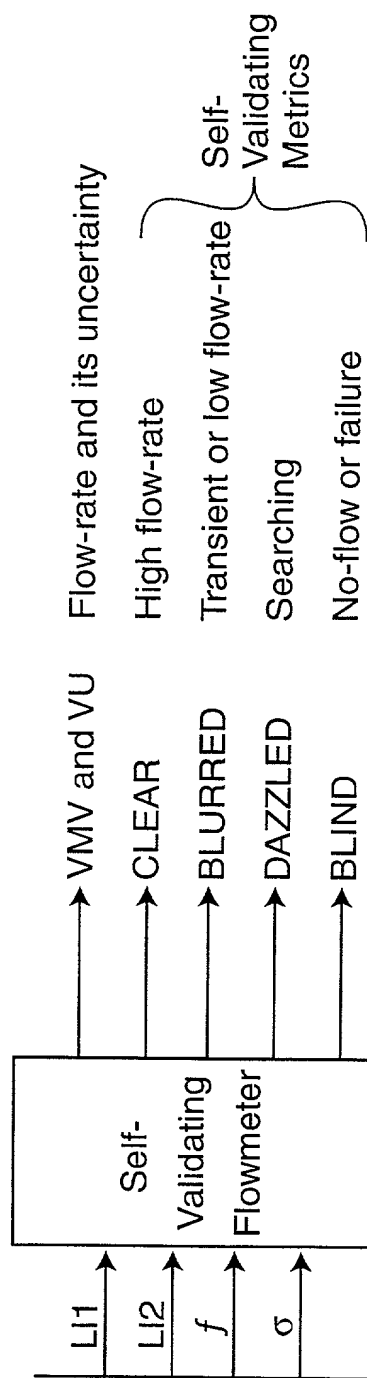 LI1
LI2
f
σ
Self-
Validating
Flowmeter
VMV and VU Flow-rate and its uncertainty
CLEAR High flow-rate
BLURRED Transient or low flow-rate
DAZZLED Searching
BLIND No-flow or failure
Self-
Validating
Metrics